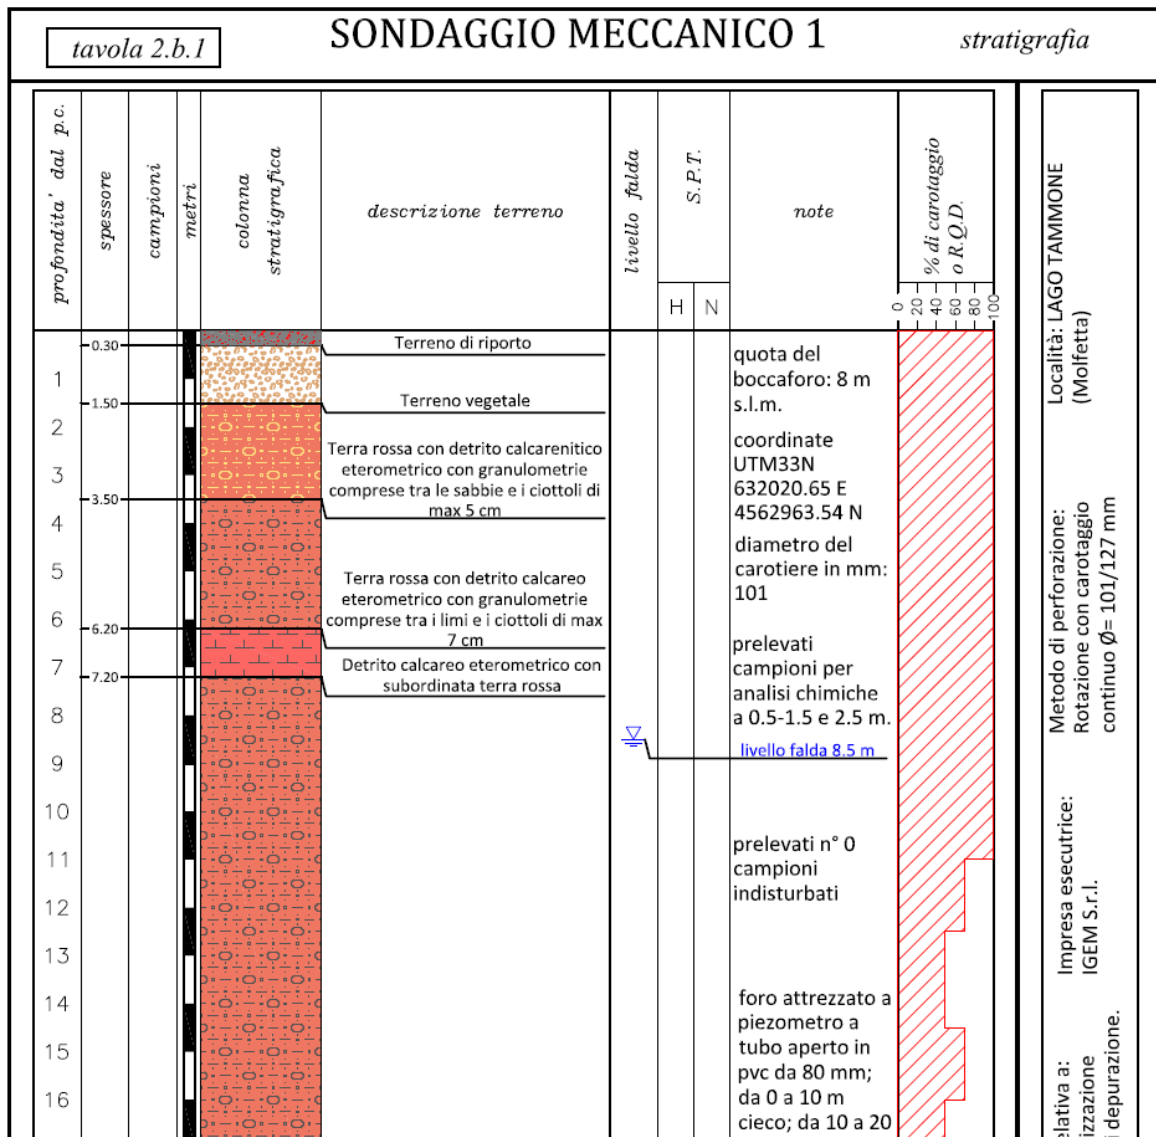 tavola 2.b.1
SONDAGGIO MECCANICO 1
stratigrafia
profondita' dal p.c.
spessore
campioni
metri
colonna
stratigrafica
descrizione terreno
livello falda
S.P.T.
H
N
note
% di carotaggio
o R.Q.D.
0
20
40
60
80
100
0.30
1
1.50
2
3
3.50
4
5
6
6.20
7
7.20
8
9
10
11
12
13
14
15
16
Terreno di riporto
Terreno vegetale
Terra rossa con detrito calcarenitico
eterometrico con granulometrie
comprese tra le sabbie e i ciottoli di
max 5 cm
Terra rossa con detrito calcareo
eterometrico con granulometrie
comprese tra i limi e i ciottoli di max
7 cm
Detrito calcareo eterometrico con
subordinata terra rossa
quota del
boccaforo: 8 m
s.l.m.
coordinate
UTM33N
632020.65 E
4562963.54 N
diametro del
carotiere in mm:
101
prelevati
campioni per
analisi chimiche
a 0.5-1.5 e 2.5 m.
livello falda 8.5 m
prelevati n° 0
campioni
indisturbati
foro attrezzato a
piezometro a
tubo aperto in
pvc da 80 mm;
da 0 a 10 m
cieco; da 10 a 20
Località: LAGO TAMMONE
(Molfetta)
Metodo di perforazione:
Rotazione con carotaggio
continuo Ø= 101/127 mm
Impresa esecutrice:
IGEM S.r.l.
elativa a:
izzazione
i depurazione.